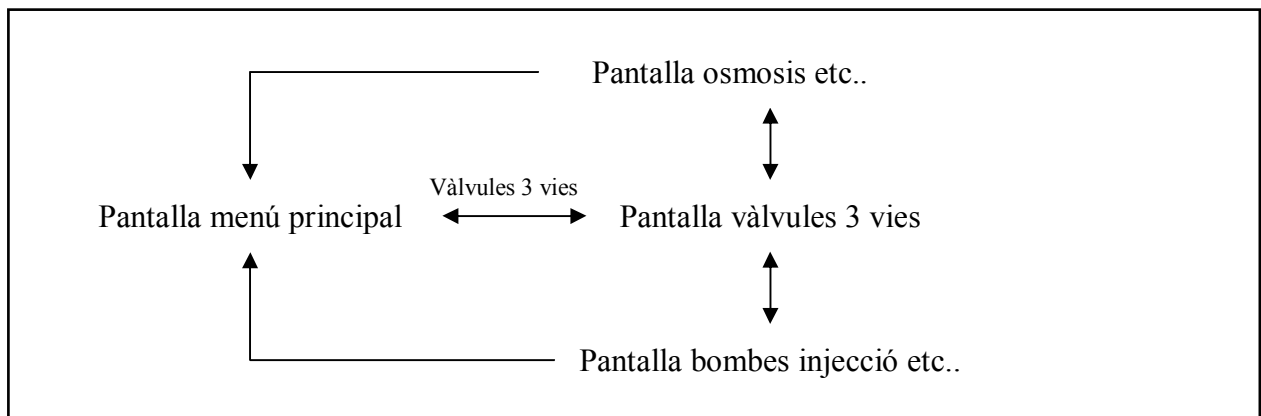 Pantalla osmosis etc..
Vàlvules 3 vies
Pantalla menú principal
Pantalla vàlvules 3 vies
Pantalla bombes injecció etc..